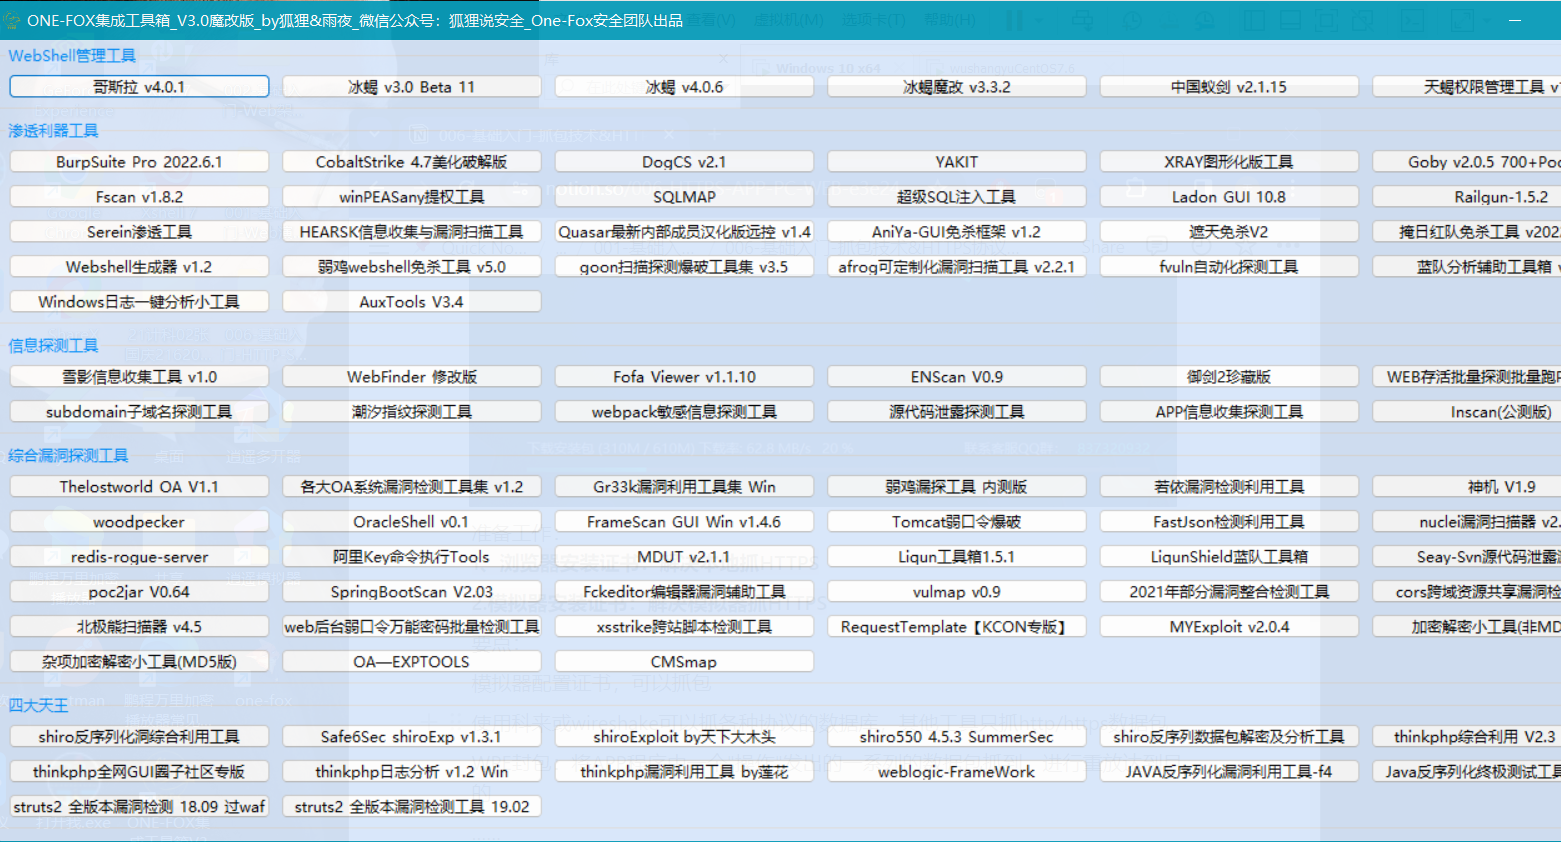 ONE-FOX集成工具箱_V3.0魔改版_by狐狸&雨夜_微信公众号：狐狸说安全_One-Fox安全团队出品
WebShell管理工具
哥斯拉 v4.0.1
冰蝎 v3.0 Beta 11
冰蝎 v4.0.6
冰蝎魔改 v3.3.2
中国蚁剑 v2.1.15
天蝎权限管理工具 v
渗透利器工具
BurpSuite Pro 2022.6.1
CobaltStrike 4.7美化破解版
DogCS v2.1
YAKIT
XRAY图形化版工具
Goby v2.0.5 700+Poc
Fscan v1.8.2
winPEASany提权工具
SQLMAP
超级SQL注入工具
Ladon GUI 10.8
Railgun-1.5.2
Serein渗透工具
HEARSK信息收集与漏洞扫描工具
Quasar最新内部成员汉化版远控 v1.4
AniYa-GUI免杀框架 v1.2
遮天免杀V2
掩日红队免杀工具 v202
Webshell生成器 v1.2
弱鸡webshell免杀工具 v5.0
goon扫描探测爆破工具集 v3.5
afrog可定制化漏洞扫描工具 v2.2.1
fvuln自动化探测工具
蓝队分析辅助工具箱
Windows日志一键分析小工具
AuxTools V3.4
信息探测工具
雪影信息收集工具 v1.0
WebFinder 修改版
Fofa Viewer v1.1.10
ENScan V0.9
御剑2珍藏版
WEB存活批量探测批量跑
subdomain子域名探测工具
潮汐指纹探测工具
webpack敏感信息探测工具
源代码泄露探测工具
APP信息收集探测工具
Inscan(公测版)
综合漏洞探测工具
Thelostworld OA V1.1
各大OA系统漏洞检测工具集 v1.2
Gr33k漏洞利用工具集 Win
弱鸡漏探工具 内测版
若依漏洞检测利用工具
神机 V1.9
woodpecker
OracleShell v0.1
FrameScan GUI Win v1.4.6
Tomcat弱口令爆破
FastJson检测利用工具
nuclei漏洞扫描器 v2.
redis-rogue-server
阿里Key命令执行Tools
MDUT v2.1.1
Liqun工具箱1.5.1
LiqunShield蓝队工具箱
Seay-Svn源代码泄露
poc2jar V0.64
SpringBootScan V2.03
Fckeditor编辑器漏洞辅助工具
vulmap v0.9
2021年部分漏洞整合检测工具
cors跨域资源共享漏洞检
北极能扫描器 v4.5
web后台弱口令万能密码批量检测工具
xsstrike跨站脚本检测工具
RequestTemplate【KCON专版】
MYExploit v2.0.4
加密解密小工具(非MD
杂项加密解密小工具(MD5版)
OA—EXPTOOLS
CMSmap
四大天王
shiro反序列化洞综合利用工具
Safe6Sec shiroExp v1.3.1
shiroExploit by天下大木头
shiro550 4.5.3 SummerSec
shiro反序列数据包解密及分析工具
thinkphp综合利用 V2.3
thinkphp全网GUI圈子社区专版
thinkphp日志分析 v1.2 Win
thinkphp漏洞利用工具 by莲花
weblogic-FrameWork
JAVA反序列化漏洞利用工具-f4
Java反序列化终极测试工具
struts2 全版本漏洞检测 18.09 过waf
struts2 全版本漏洞检测工具 19.02